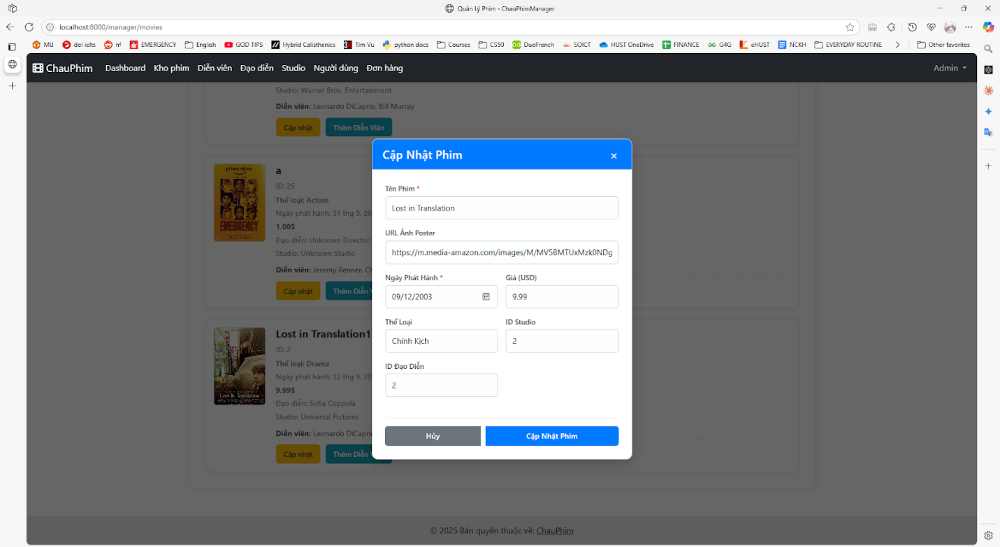 Quản Lý Phim - ChauPhimManager
localhost:8080/manager/movies
MU dol ielts nf EMERGENCY English GOD TIPS Hybrid Calisthenics Tim Vu python docs Courses CS50 DuoFrench SOICT HUST OneDrive FINANCE G4G eHUST NCKH EVERYDAY ROUTINE Other favorites
ChauPhim Dashboard Kho phim Diễn viên Đạo diễn Studio Người dùng Đơn hàng Admin
Studio: Warner Bros. Entertainment
Diễn viên: Leonardo DiCaprio, Bill Murray
Cập nhật Thêm Diễn Viên
prime video
EMERGENCY
a
ID: 25
Thể loại: Action
Ngày phát hành: 31 thg 5, 20
1.00$
Đạo diễn: Unknown Director
Studio: Unknown Studio
Diễn viên: Jeremy Renner, Ch
Cập nhật Thêm Diễn V
Lost In Translation
Lost in Translation1
ID: 2
Thể loại: Drama
Ngày phát hành: 12 thg 9, 20
9.99$
Đạo diễn: Sofia Coppola
Studio: Universal Pictures
Diễn viên: Leonardo DiCapri
Cập nhật Thêm Diễn V
Cập Nhật Phim ×
Tên Phim *
Lost in Translation
URL Ảnh Poster
https://m.media-amazon.com/images/M/MV5BMTUxMzk0NDg
Ngày Phát Hành * Giá (USD)
09/12/2003 9.99
Thể Loại ID Studio
Chính Kịch 2
ID Đạo Diễn
2
Hủy Cập Nhật Phim
© 2025 Bản quyền thuộc về: ChauPhim